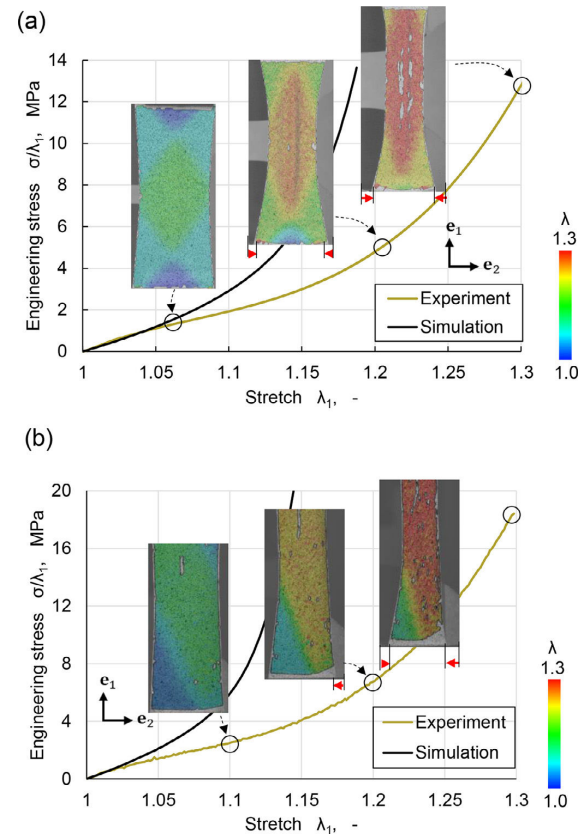 (a)
Engineering stress σ/λ₁, MPa
14
12
10
8
6
4
2
0
1
1.05
1.1
1.15
1.2
1.25
1.3
Stretch λ₁, -
e₁
e₂
Experiment
Simulation
λ
1.3
1.0
(b)
Engineering stress σ/λ₁, MPa
20
16
12
8
4
0
1
1.05
1.1
1.15
1.2
1.25
1.3
Stretch λ₁, -
e₁
e₂
Experiment
Simulation
λ
1.3
1.0